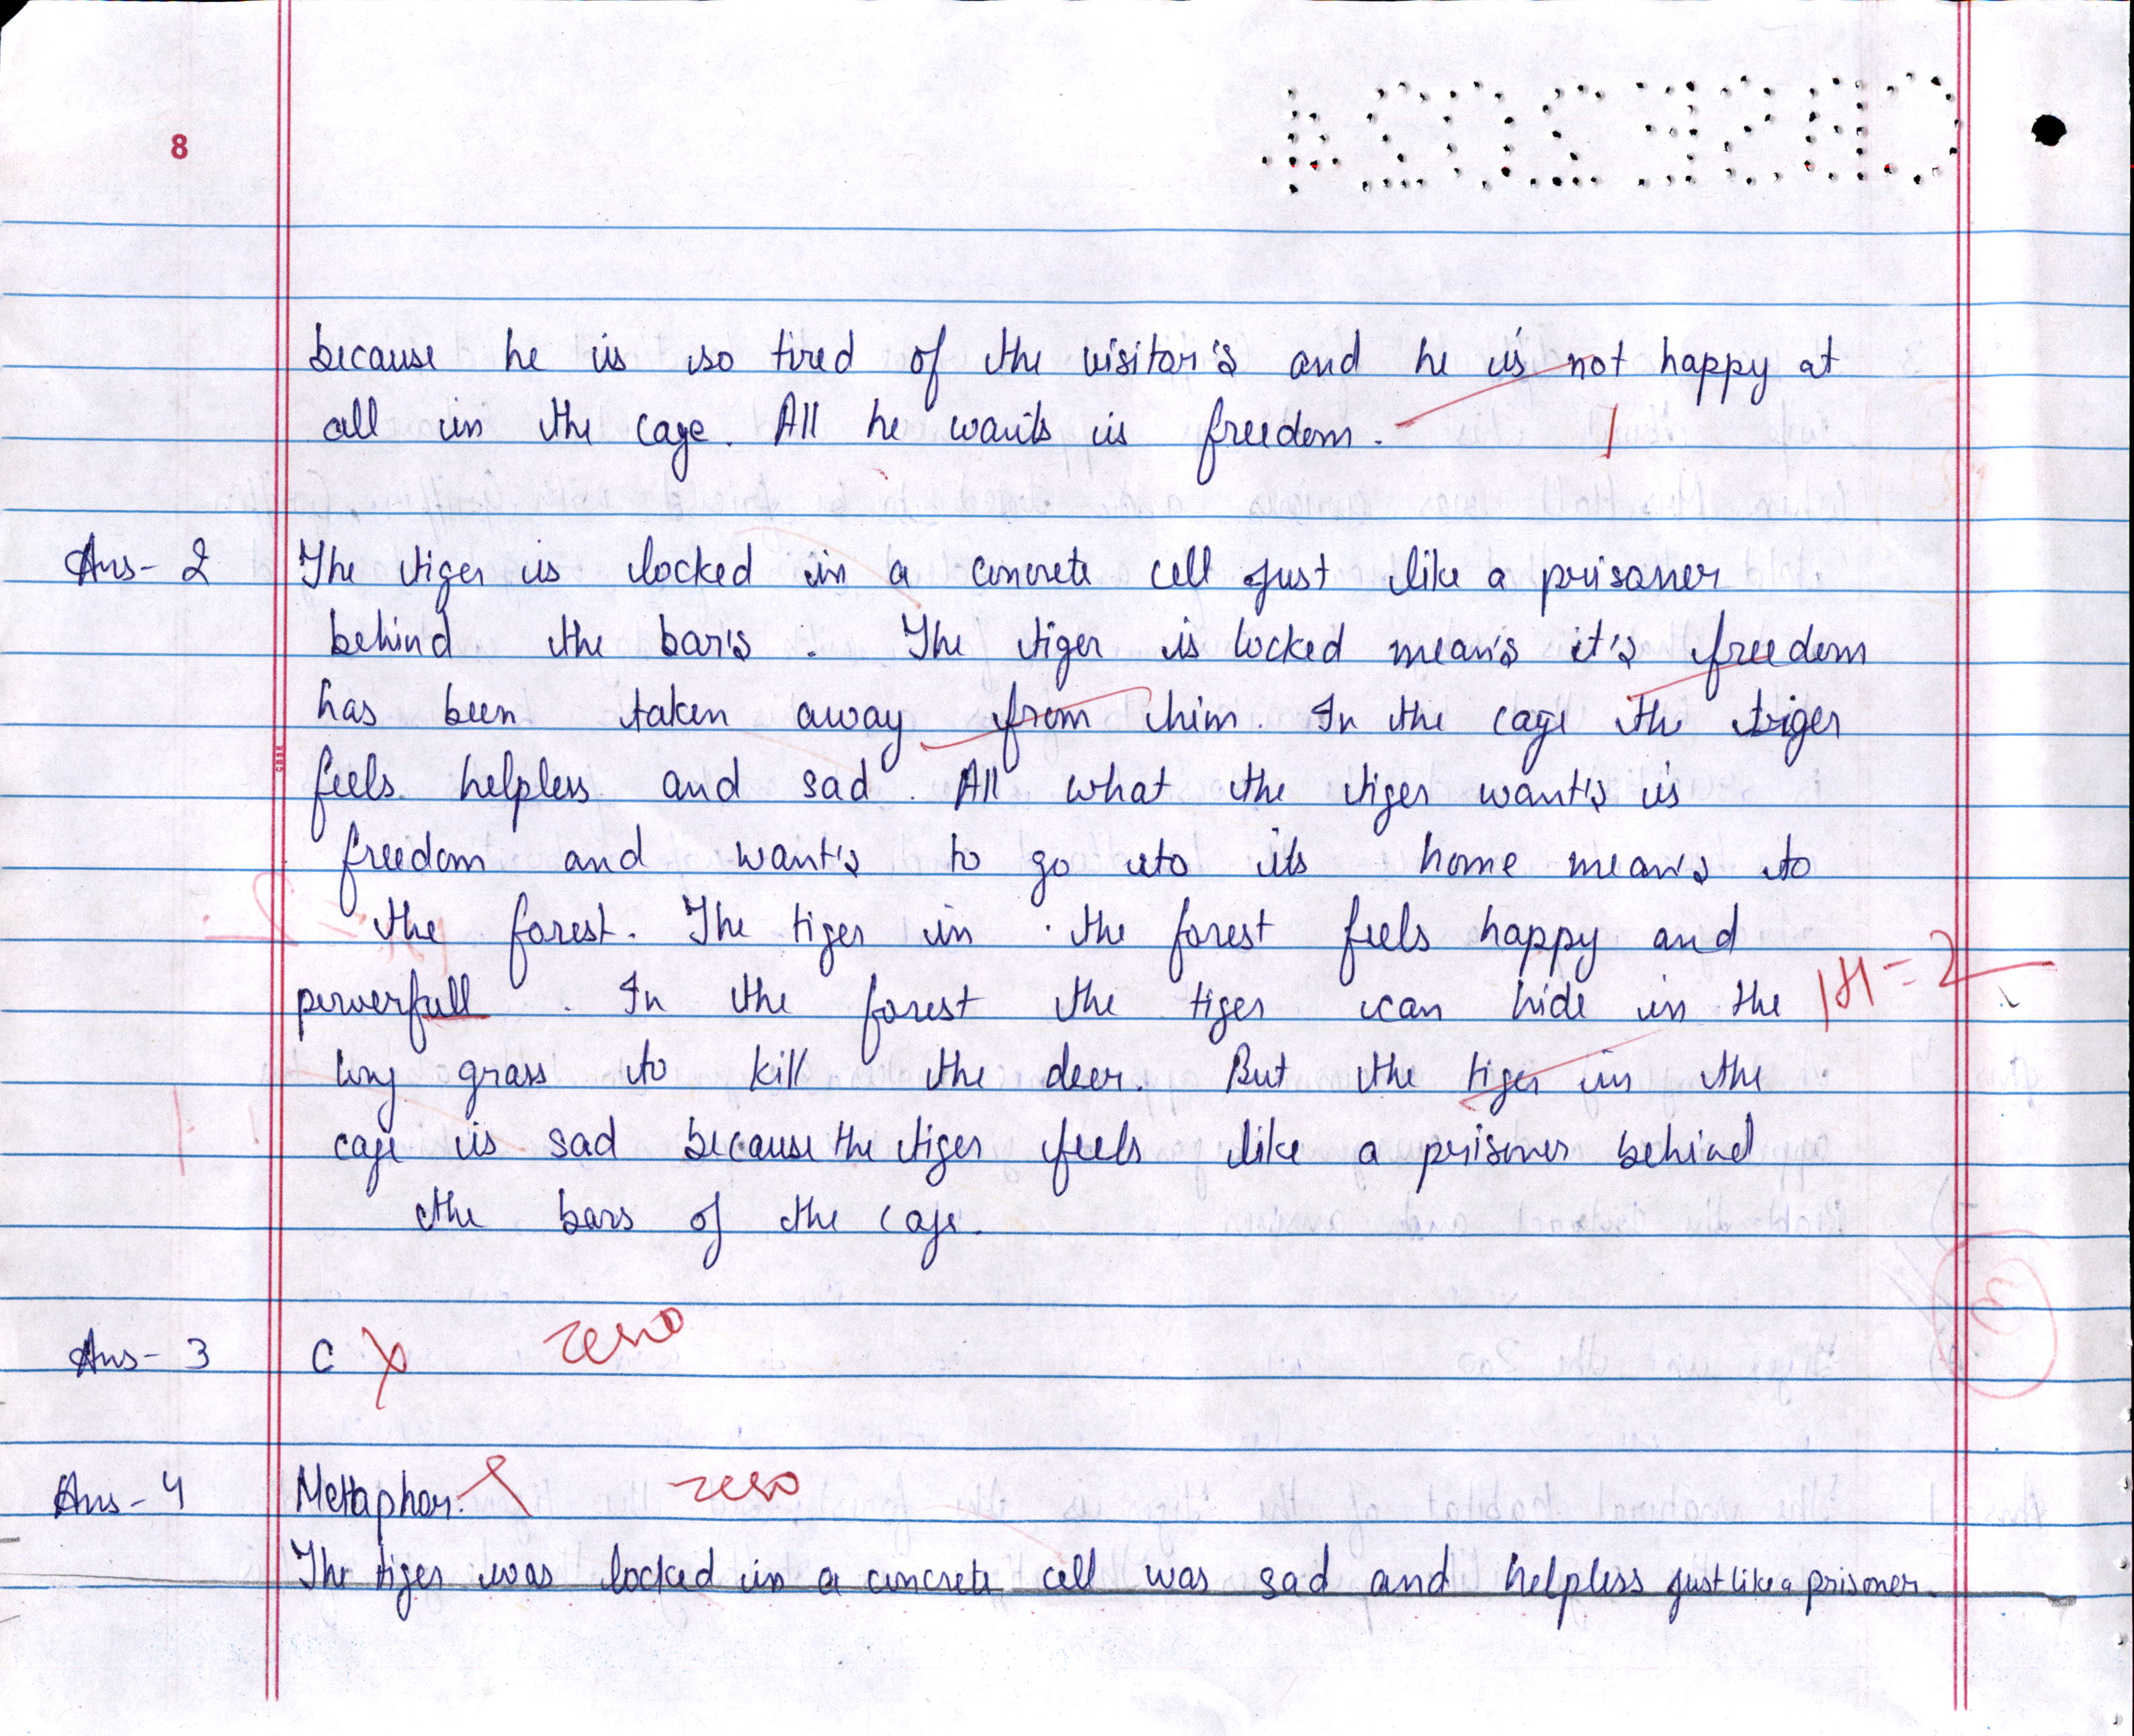 8
because he is so tired of the visitor's and he is not happy at
all in the cage. All he wants is freedom.
1
Ans- 2 The tiger is locked in a concrete cell just like a prisoner
behind the bar's . The tiger is locked mean's it's freedom
has been taken away from him. In the cage the tiger
feels helpless and sad . All what the tiger want's is
freedom and want's to go to its home mean's to
the forest. The tiger in the forest feels happy and
powerfull . In the forest the tiger can hide in the
1+1=2
long grass to kill the deer. But the tiger in the
cage is sad because the tiger feels like a prisoner behind
the bars of the cage.
Ans- 3 C zero
Ans- 4 Metaphor. zero
The tiger was locked in a concrete cell was sad and helpless just like a prisoner.
CBSE